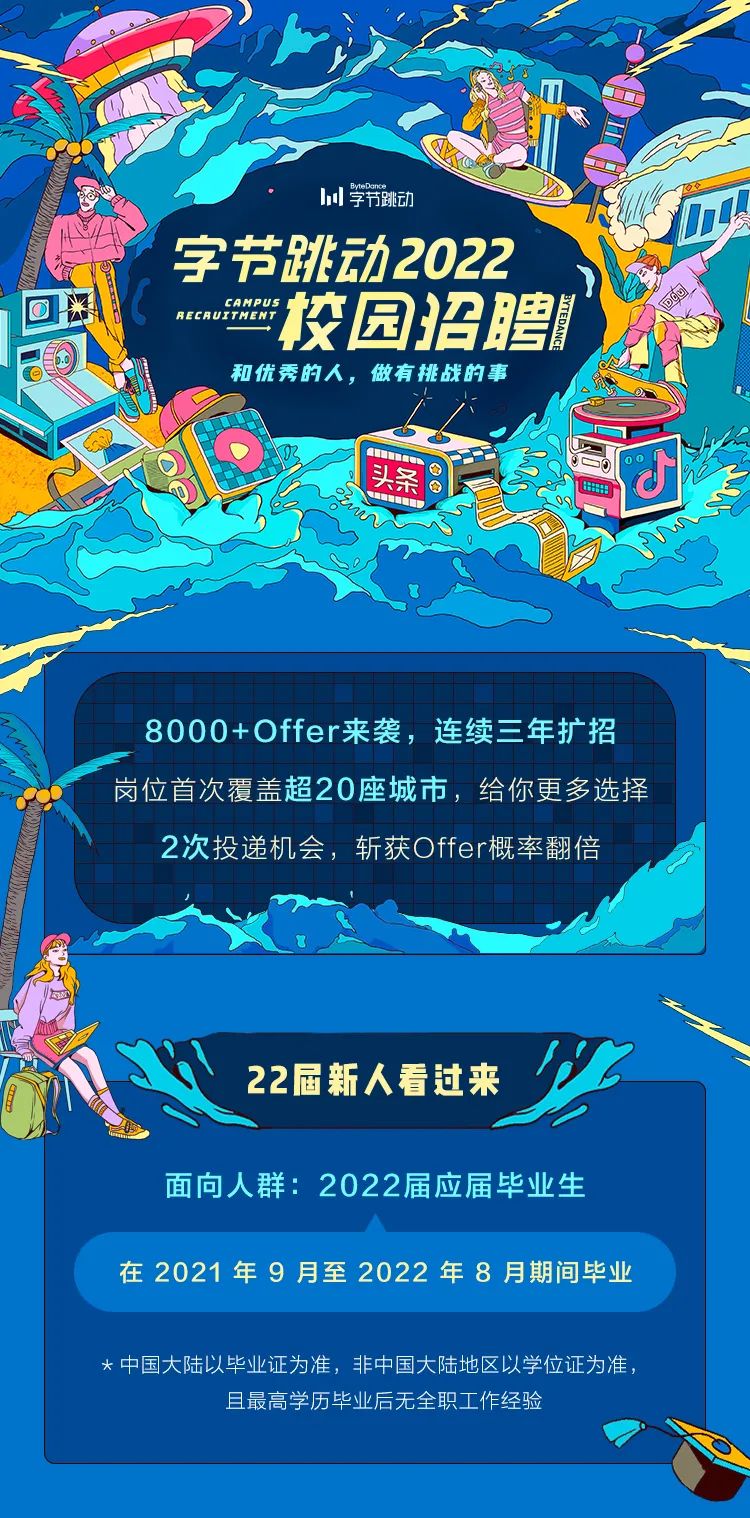 ByteDance
字节跳动
字节跳动2022
CAMPUS
RECRUITMENT
校园招聘
BYTEDANCE
和优秀的人，做有挑战的事
头条
8000+Offer来袭，连续三年扩招
岗位首次覆盖超20座城市，给你更多选择
2次投递机会，斩获Offer概率翻倍
22届新人看过来
面向人群：2022届应届毕业生
在 2021 年 9 月至 2022 年 8 月期间毕业
* 中国大陆以毕业证为准，非中国大陆地区以学位证为准，
且最高学历毕业后无全职工作经验